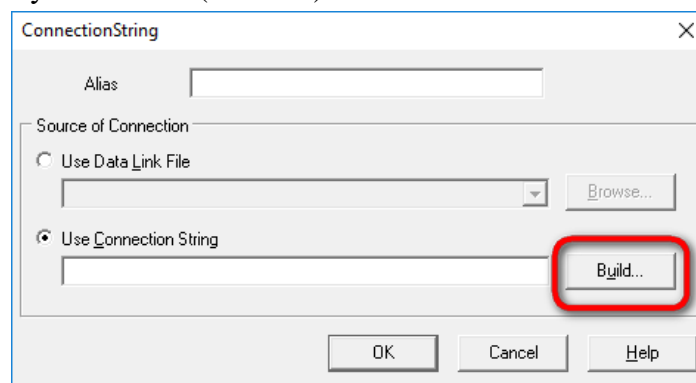 ConnectionString
Alias
Source of Connection
Use Data Link File
Browse...
Use Connection String
Build...
OK Cancel Help